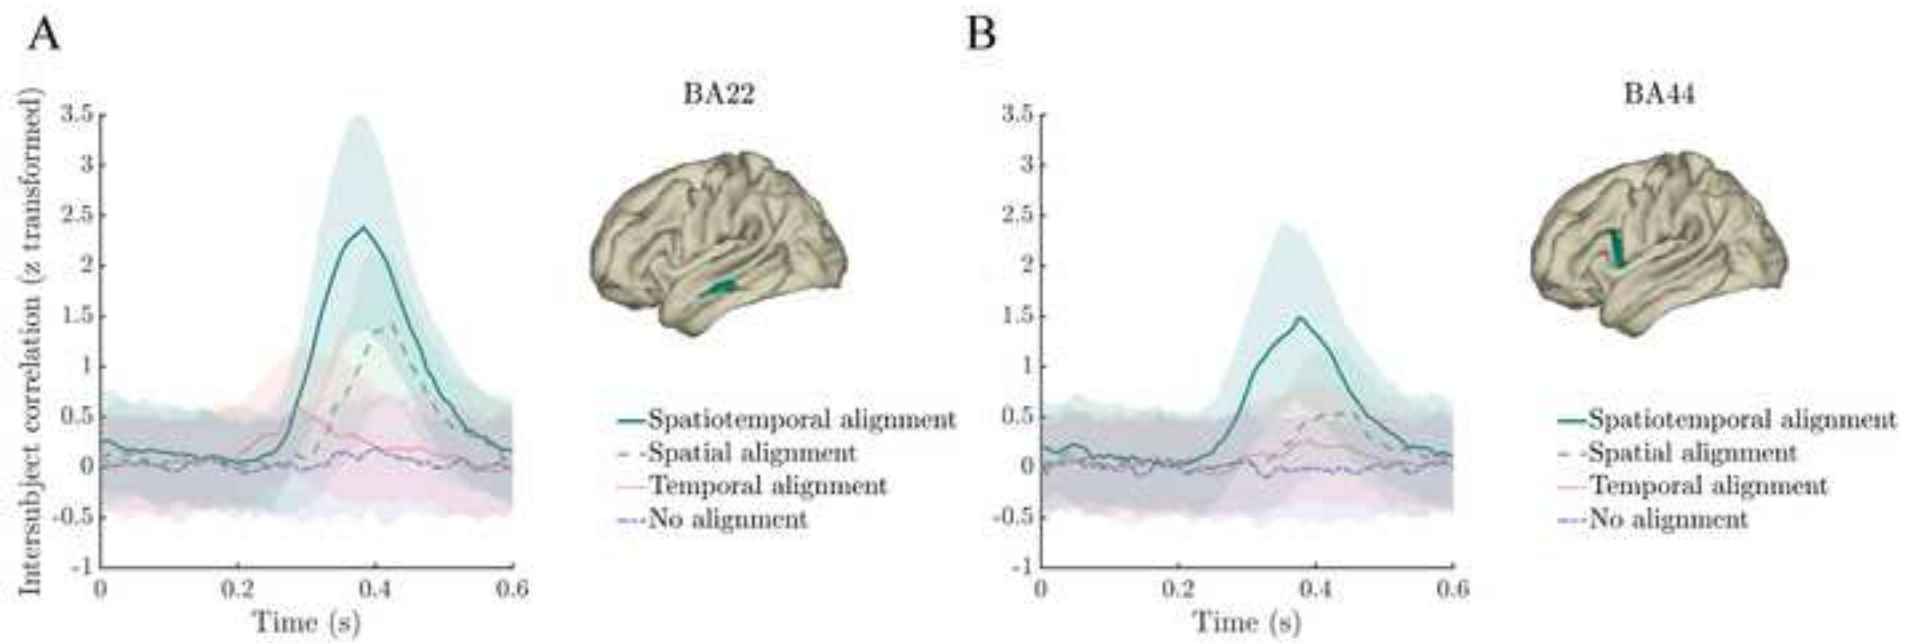 A
BA22
Intersubject correlation (z transformed)
3.5
3
2.5
2
1.5
1
0.5
0
-0.5
-1
0 0.2 0.4 0.6
Time (s)
Spatiotemporal alignment
Spatial alignment
Temporal alignment
No alignment
B
BA44
3.5
3
2.5
2
1.5
1
0.5
0
-0.5
-1
0 0.2 0.4 0.6
Time (s)
Spatiotemporal alignment
Spatial alignment
Temporal alignment
No alignment